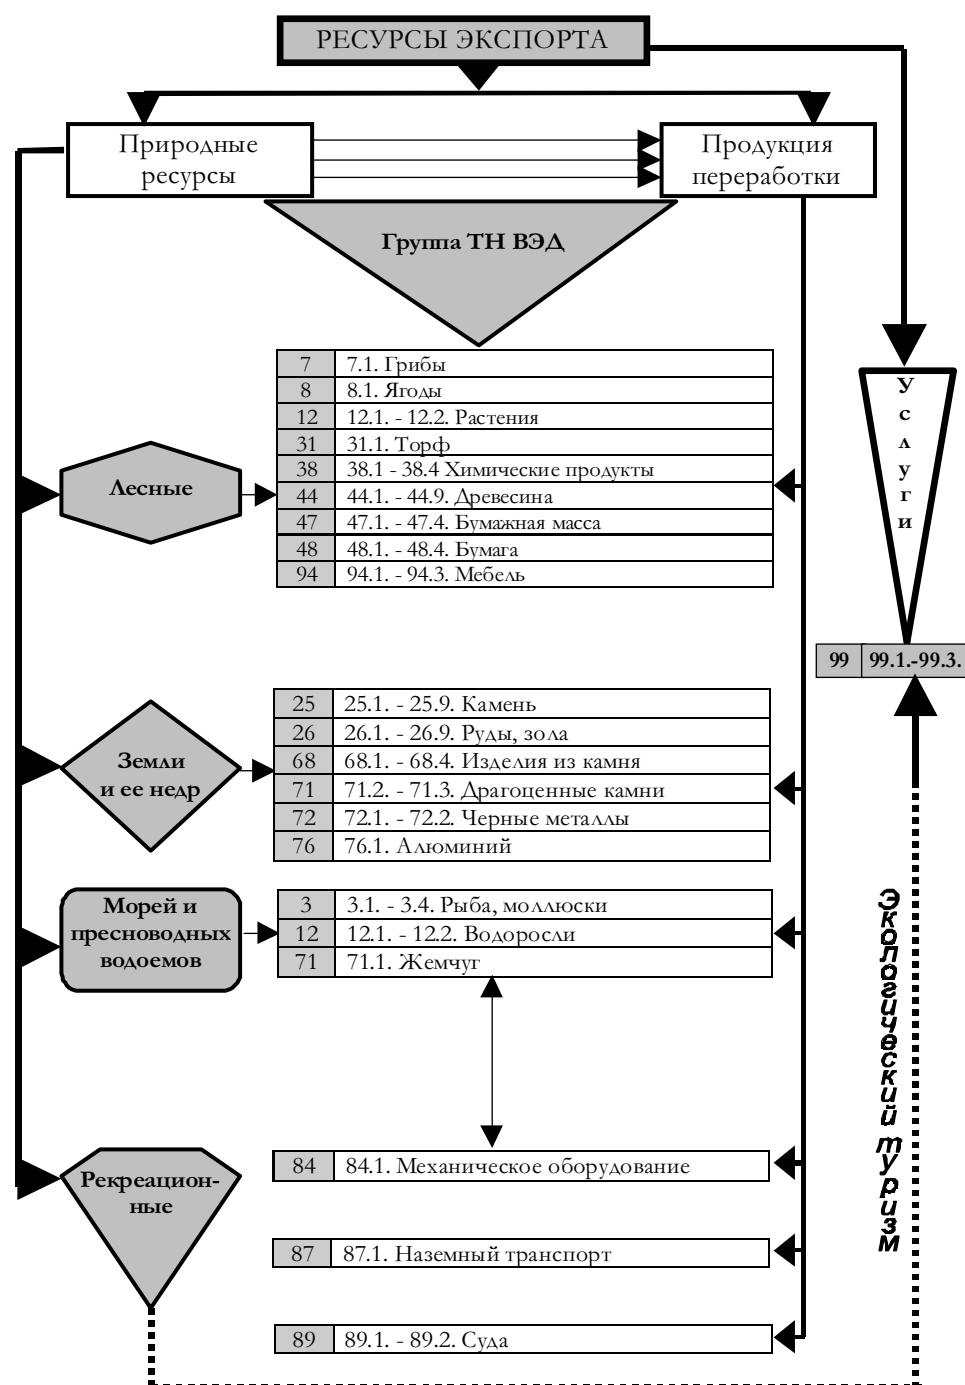 РЕСУРСЫ ЭКСПОРТА
Природные
ресурсы
Продукция
переработки
Группа ТН ВЭД
Услуги
99 99.1.-99.3.
Лесные
7 7.1. Грибы
8 8.1. Ягоды
12 12.1. - 12.2. Растения
31 31.1. Торф
38 38.1 - 38.4 Химические продукты
44 44.1. - 44.9. Древесина
47 47.1. - 47.4. Бумажная масса
48 48.1. - 48.4. Бумага
94 94.1. - 94.3. Мебель
Земли
и ее недр
25 25.1. - 25.9. Камень
26 26.1. - 26.9. Руды, зола
68 68.1. - 68.4. Изделия из камня
71 71.2. - 71.3. Драгоценные камни
72 72.1. - 72.2. Черные металлы
76 76.1. Алюминий
Морей и
пресноводных
водоемов
3 3.1. - 3.4. Рыба, моллюски
12 12.1. - 12.2. Водоросли
71 71.1. Жемчуг
Экологический туризм
Рекреацион-
ные
84 84.1. Механическое оборудование
87 87.1. Наземный транспорт
89 89.1. - 89.2. Суда